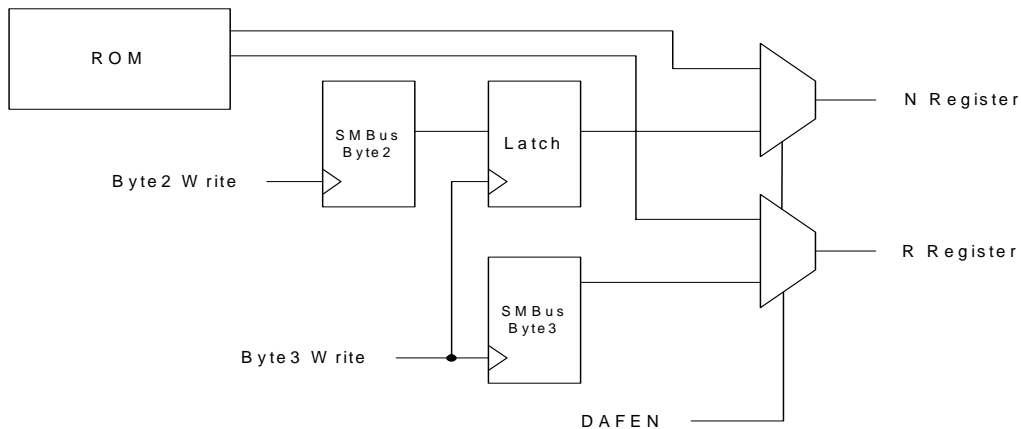 ROM
N Register
SMBus
Byte2
Latch
Byte2 Write
R Register
SMBus
Byte3
Byte3 Write
DAFEN